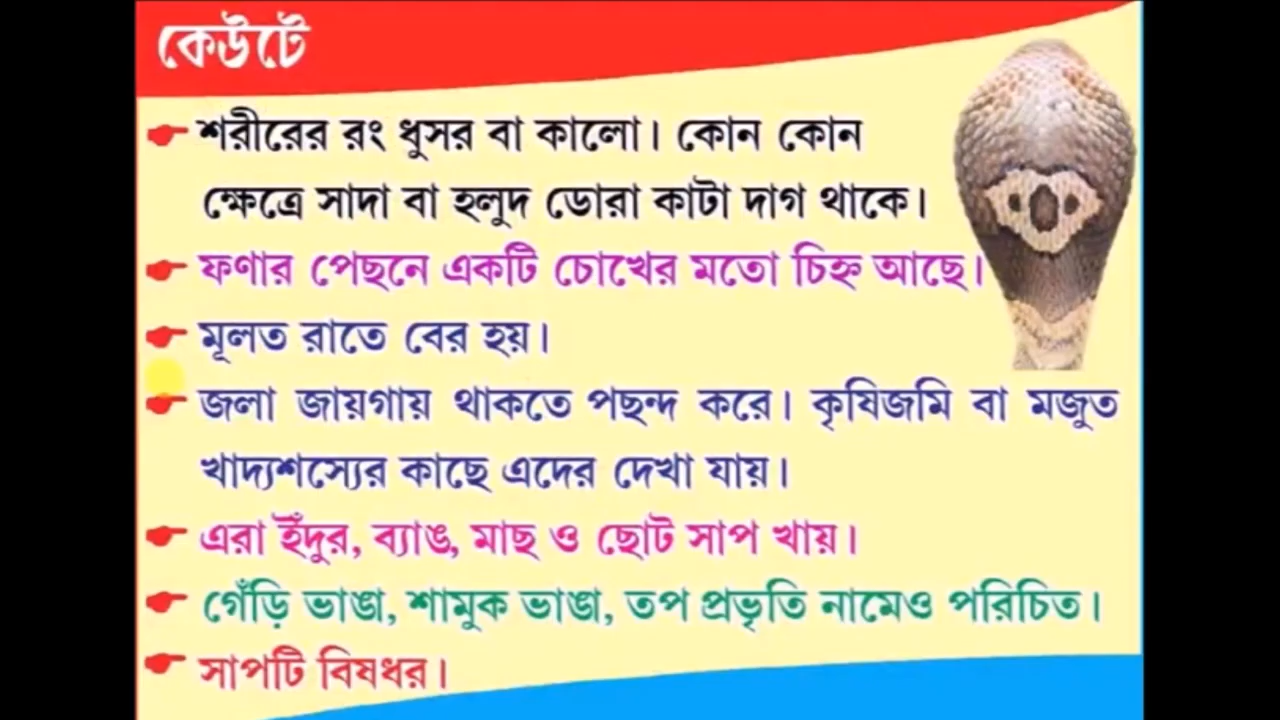 কেউটে
শরীরের রং ধুসর বা কালো। কোন কোন
ক্ষেত্রে সাদা বা হলুদ ডোরা কাটা দাগ থাকে।
ফণার পেছনে একটি চোখের মতো চিহ্ন আছে।
মূলত রাতে বের হয়।
জলা জায়গায় থাকতে পছন্দ করে। কৃষিজমি বা মজুত
খাদ্যশস্যের কাছে এদের দেখা যায়।
এরা ইঁদুর, ব্যাঙ, মাছ ও ছোট সাপ খায়।
গেঁড়ি ভাঙা, শামুক ভাঙা, তপ প্রভৃতি নামেও পরিচিত।
সাপটি বিষধর।